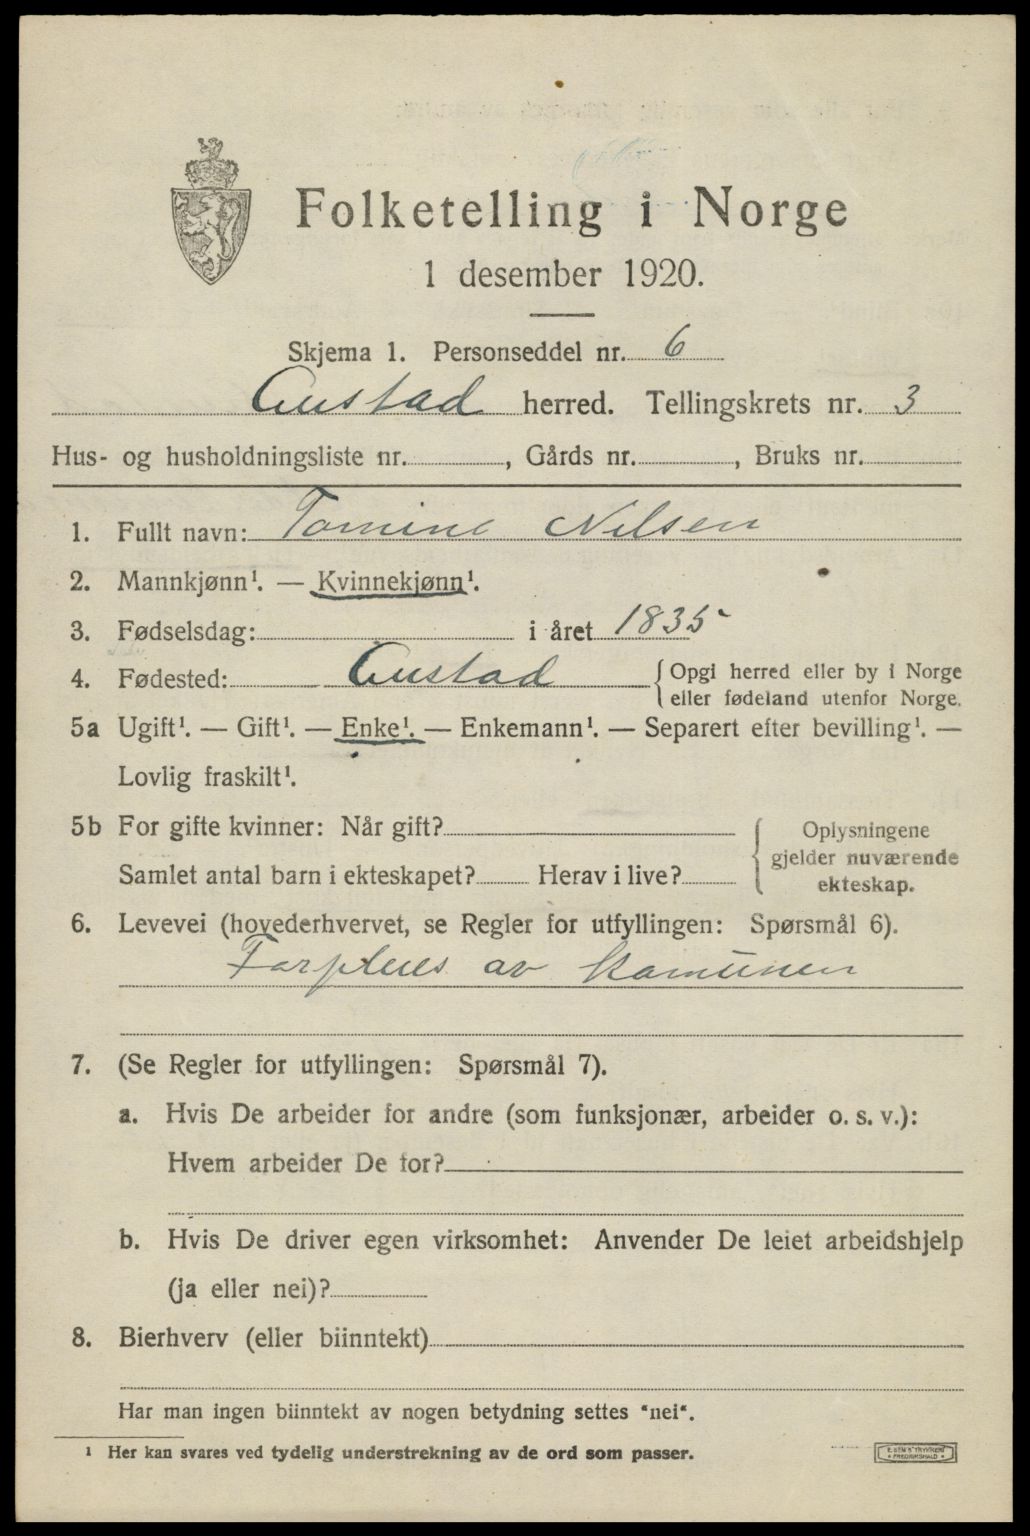 Folketelling i Norge
1 desember 1920.
Skjema 1. Personseddel nr. 6
Austad herred. Tellingskrets nr. 3
Hus- og husholdningsliste nr. , Gårds nr. , Bruks nr.
1. Fullt navn: Tomine Nilsen
2. Mannkjønn¹. — Kvinnekjønn¹.
3. Fødselsdag: i året 1835
4. Fødested: Austad { Opgi herred eller by i Norge
eller fødeland utenfor Norge.
5a Ugift¹. — Gift¹. — Enke¹. — Enkemann¹. — Separert efter bevilling¹. —
Lovlig fraskilt¹.
5b For gifte kvinner: Når gift? { Oplysningene
gjelder nuværende
Samlet antal barn i ekteskapet? Herav i live? ekteskap.
6. Levevei (hovederhvervet, se Regler for utfyllingen: Spørsmål 6).
Forpleies av Komunen
7. (Se Regler for utfyllingen: Spørsmål 7).
a. Hvis De arbeider for andre (som funksjonær, arbeider o. s. v.):
Hvem arbeider De for?
b. Hvis De driver egen virksomhet: Anvender De leiet arbeidshjelp
(ja eller nei)?
8. Bierhverv (eller biinntekt)
Har man ingen biinntekt av nogen betydning settes "nei".
¹ Her kan svares ved tydelig understrekning av de ord som passer.